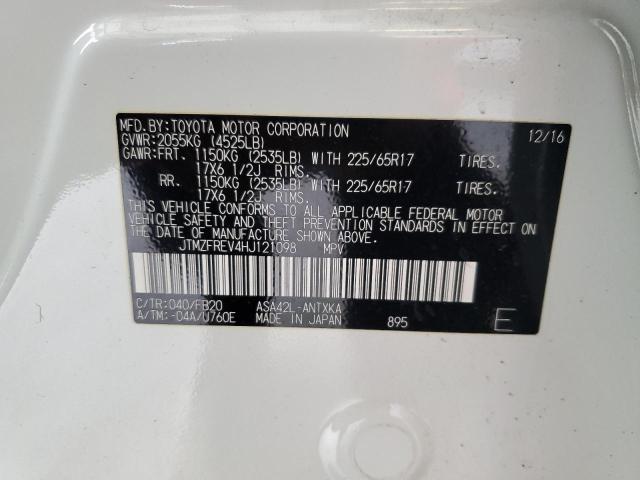 MFD.BY:TOYOTA MOTOR CORPORATION 12/16
GVWR:2055KG (4525LB)
GAWR:FRT. 1150KG (2535LB) WITH 225/65R17 TIRES.
17X6 1/2J RIMS.
RR. 1150KG (2535LB) WITH 225/65R17 TIRES.
17X6 1/2J RIMS.
THIS VEHICLE CONFORMS TO ALL APPLICABLE FEDERAL MOTOR
VEHICLE SAFETY AND THEFT PREVENTION STANDARDS IN EFFECT ON
THE DATE OF MANUFACTURE SHOWN ABOVE.
JTMZFREV4HJ121098 MPV
C/TR:040/FB20 ASA42L-ANTXKA
A/TM:-04A/U760E MADE IN JAPAN 895 E